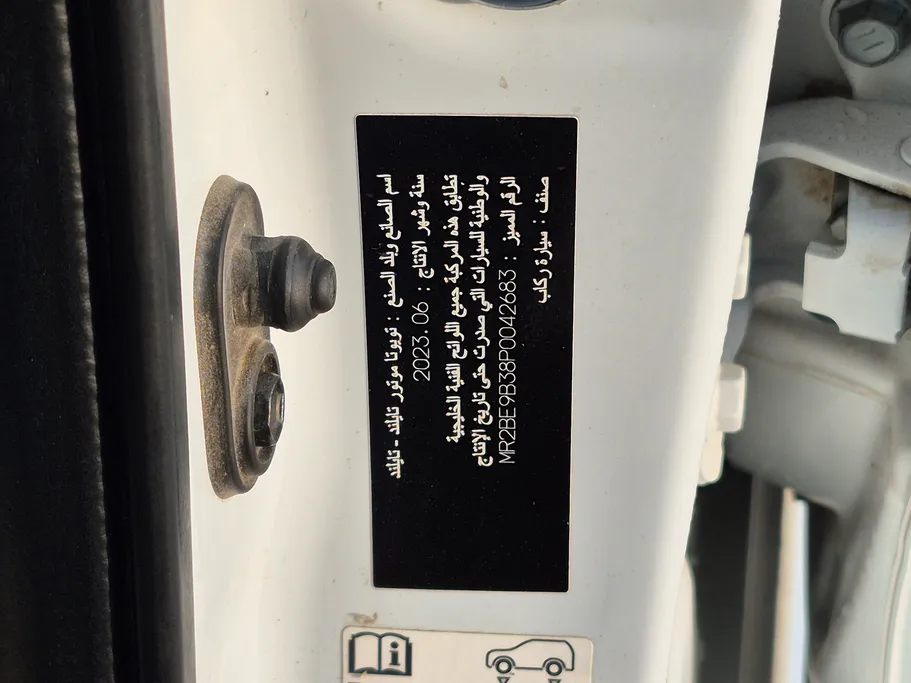 اسم الصانع وبلد الصنع : تويوتا موتور تايلند - تايلند
سنة وشهر الانتاج : 2023.06
تطابق هذه المركبة جميع اللوائح الفنية الخليجية
والوطنية للسيارات التي صدرت حتى تاريخ الإنتاج
الرقم المميز : MR2BE9B38P0042683
صنف : سيارة ركاب